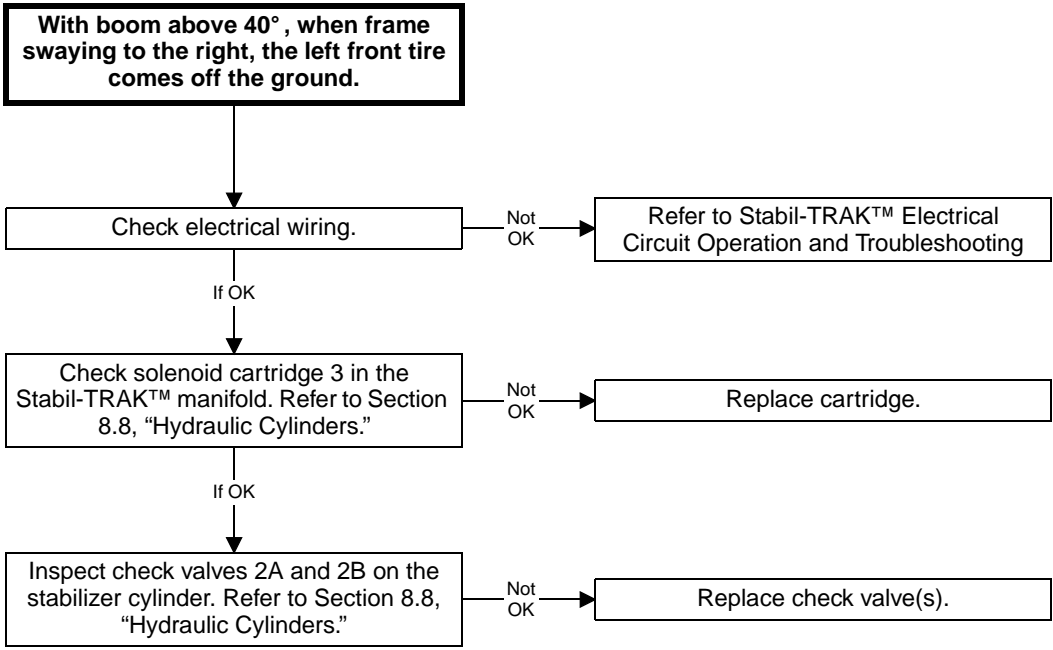 With boom above 40°, when frame
swaying to the right, the left front tire
comes off the ground.
Check electrical wiring.
Not
OK
Refer to Stabil-TRAK™ Electrical
Circuit Operation and Troubleshooting
If OK
Check solenoid cartridge 3 in the
Stabil-TRAK™ manifold. Refer to Section
8.8, “Hydraulic Cylinders.”
Not
OK
Replace cartridge.
If OK
Inspect check valves 2A and 2B on the
stabilizer cylinder. Refer to Section 8.8,
“Hydraulic Cylinders.”
Not
OK
Replace check valve(s).